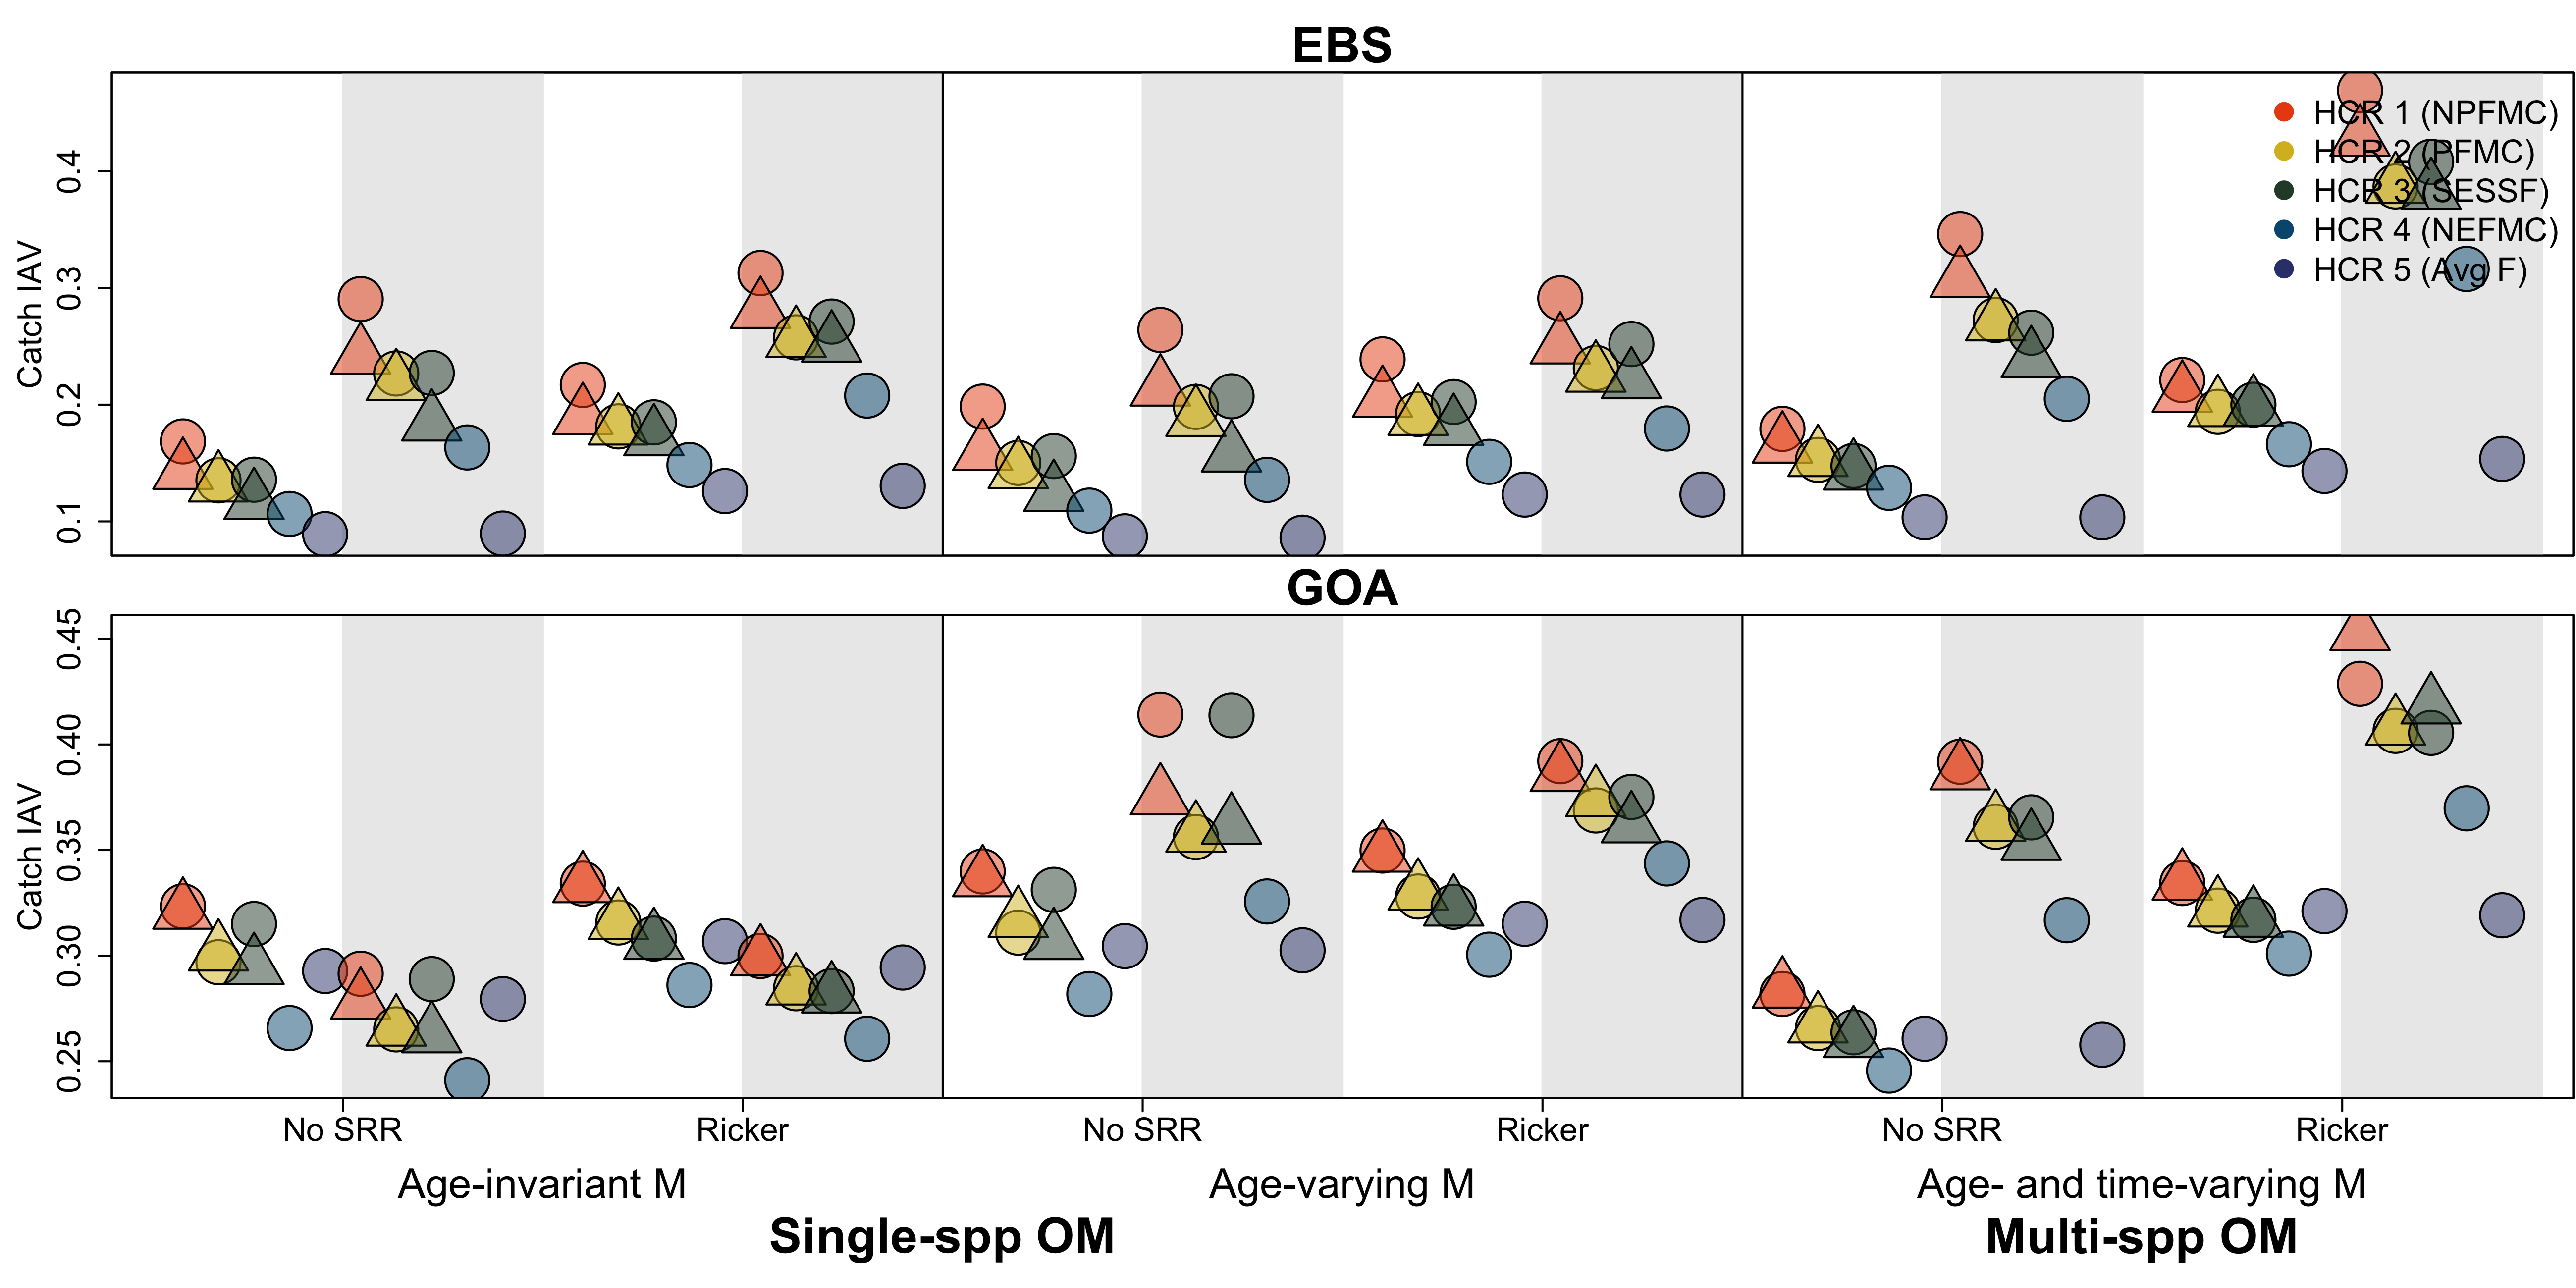 EBS
Catch IAV
0.4
0.3
0.2
0.1
HCR 1 (NPFMC)
HCR 2 (PFMC)
HCR 3 (SESSF)
HCR 4 (NEFMC)
HCR 5 (Avg F)
GOA
Catch IAV
0.45
0.40
0.35
0.30
0.25
No SRR Ricker No SRR Ricker No SRR Ricker
Age-invariant M Age-varying M Age- and time-varying M
Single-spp OM Multi-spp OM